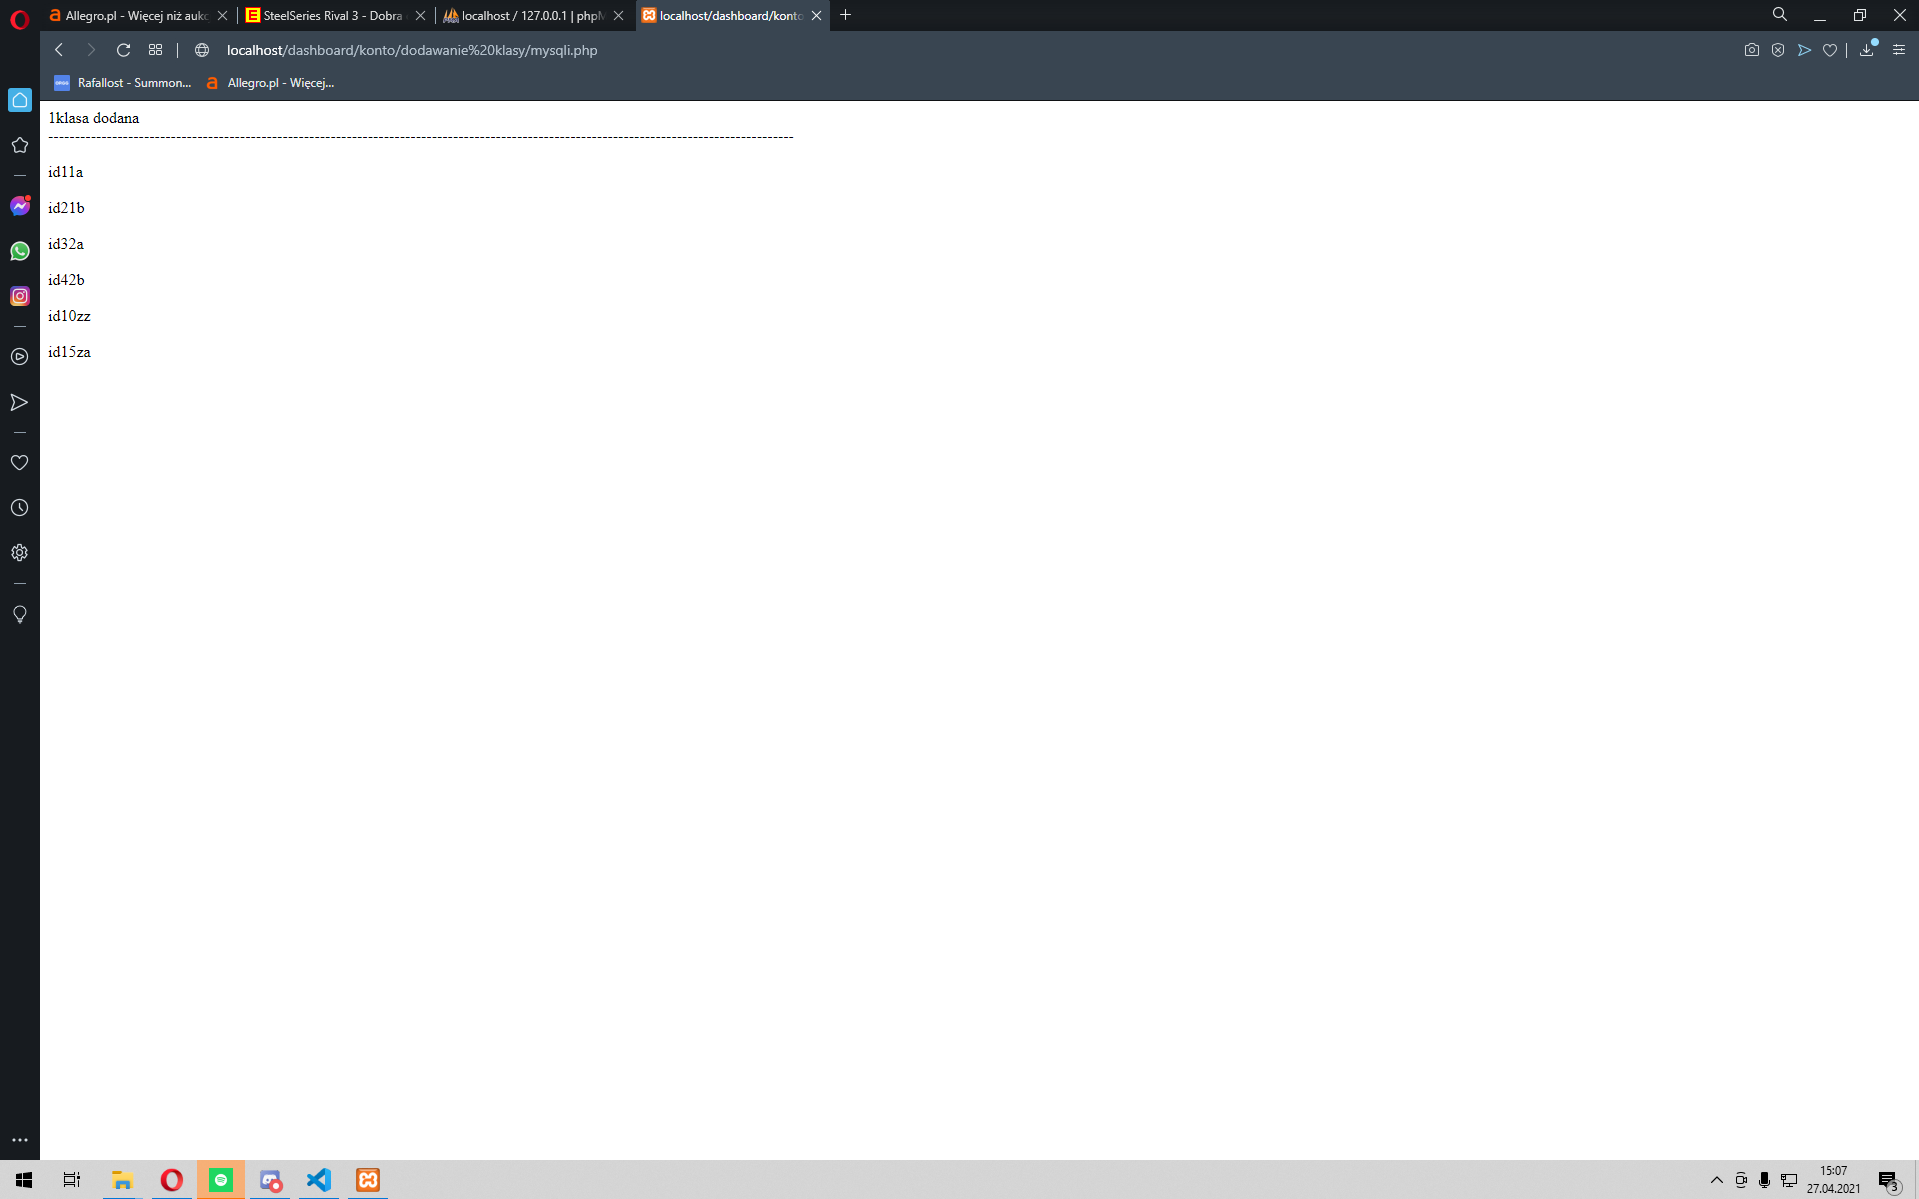 Allegro.pl - Więcej niż aukc
SteelSeries Rival 3 - Dobra
localhost / 127.0.0.1 | phpM
localhost/dashboard/konto
localhost/dashboard/konto/dodawanie%20klasy/mysqli.php
Rafallost - Summon...
Allegro.pl - Więcej...
1klasa dodana
--------------------------------------------------------------------------------------------------------------------------------------------------
id11a
id21b
id32a
id42b
id10zz
id15za
15:07
27.04.2021
3